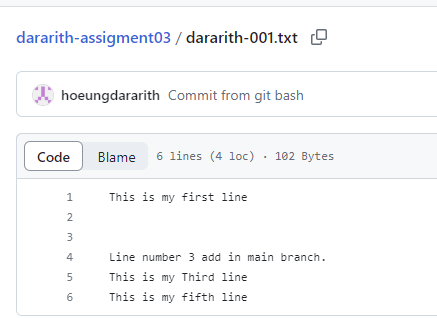 dararith-assigment03 / dararith-001.txt
hoeungdararith Commit from git bash
Code Blame 6 lines (4 loc) · 102 Bytes
1 This is my first line
2
3
4 Line number 3 add in main branch.
5 This is my Third line
6 This is my fifth line